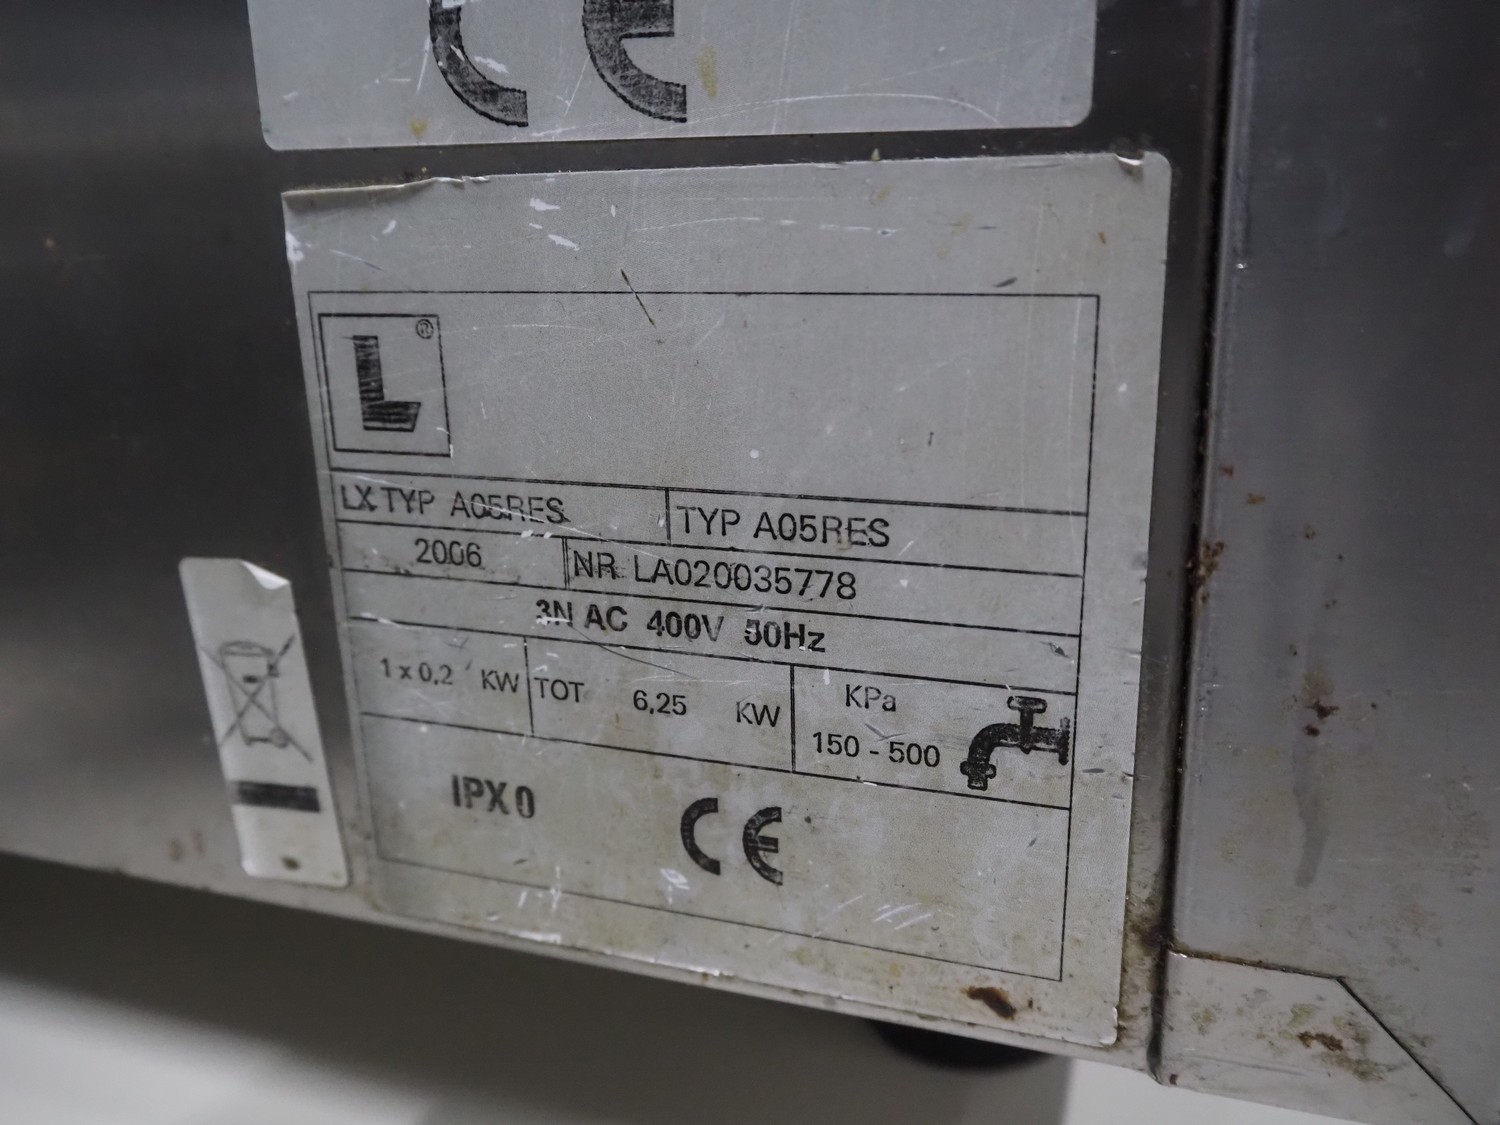 CE
L ®
LX TYP A05RES TYP A05RES
2006 NR LA020035778
3N AC 400V 50Hz
1 x 0,2 KW TOT 6,25 KW KPa
150 - 500
IPX0 CE